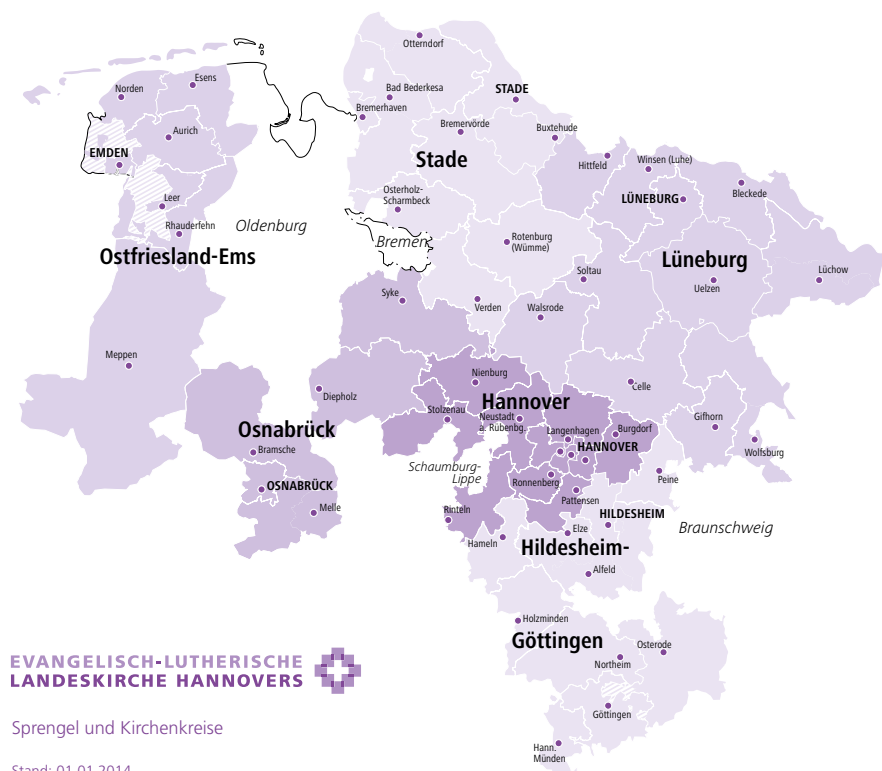 Otterndorf
Esens
Norden
Bad Bederkesa
STADE
Bremerhaven
Aurich
Bremervörde
Buxtehude
EMDEN
Stade
Hittfeld
Winsen (Luhe)
Leer
Osterholz-
Scharmbeck
LÜNEBURG
Bleckede
Rhauderfehn
Oldenburg
Bremen
Rotenburg
(Wümme)
Ostfriesland-Ems
Lüneburg
Soltau
Lüchow
Uelzen
Syke
Verden
Walsrode
Meppen
Nienburg
Celle
Diepholz
Hannover
Stolzenau
Neustadt
a. Rübenbg.
Gifhorn
Osnabrück
Langenhagen
Burgdorf
HANNOVER
Bramsche
Wolfsburg
Schaumburg-
Lippe
Peine
OSNABRÜCK
Ronnenberg
Pattensen
Melle
Rinteln
HILDESHEIM
Braunschweig
Elze
Hameln
Hildesheim-
Alfeld
Holzminden
Göttingen
Osterode
Northeim
EVANGELISCH-LUTHERISCHE
LANDESKIRCHE HANNOVERS
Göttingen
Sprengel und Kirchenkreise
Hann.
Münden
Stand: 01.01.2014